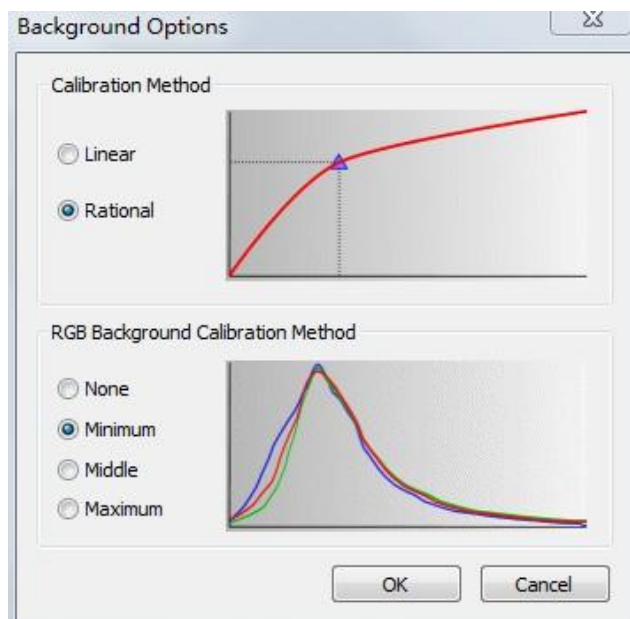 Background Options
Calibration Method
Linear
Rational
RGB Background Calibration Method
None
Minimum
Middle
Maximum
OK
Cancel